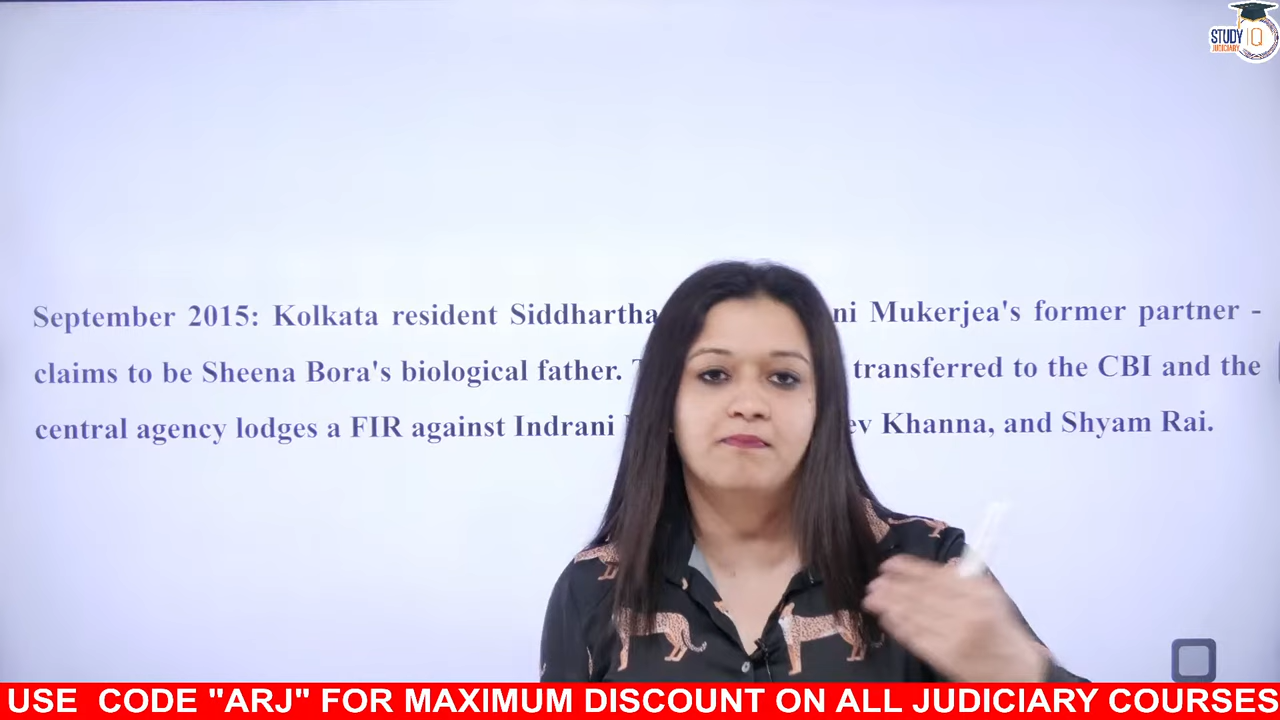 STUDY IQ
JUDICIARY
September 2015: Kolkata resident Siddhartha ni Mukerjea's former partner -
claims to be Sheena Bora's biological father. transferred to the CBI and the
central agency lodges a FIR against Indrani ev Khanna, and Shyam Rai.
USE CODE "ARJ" FOR MAXIMUM DISCOUNT ON ALL JUDICIARY COURSES